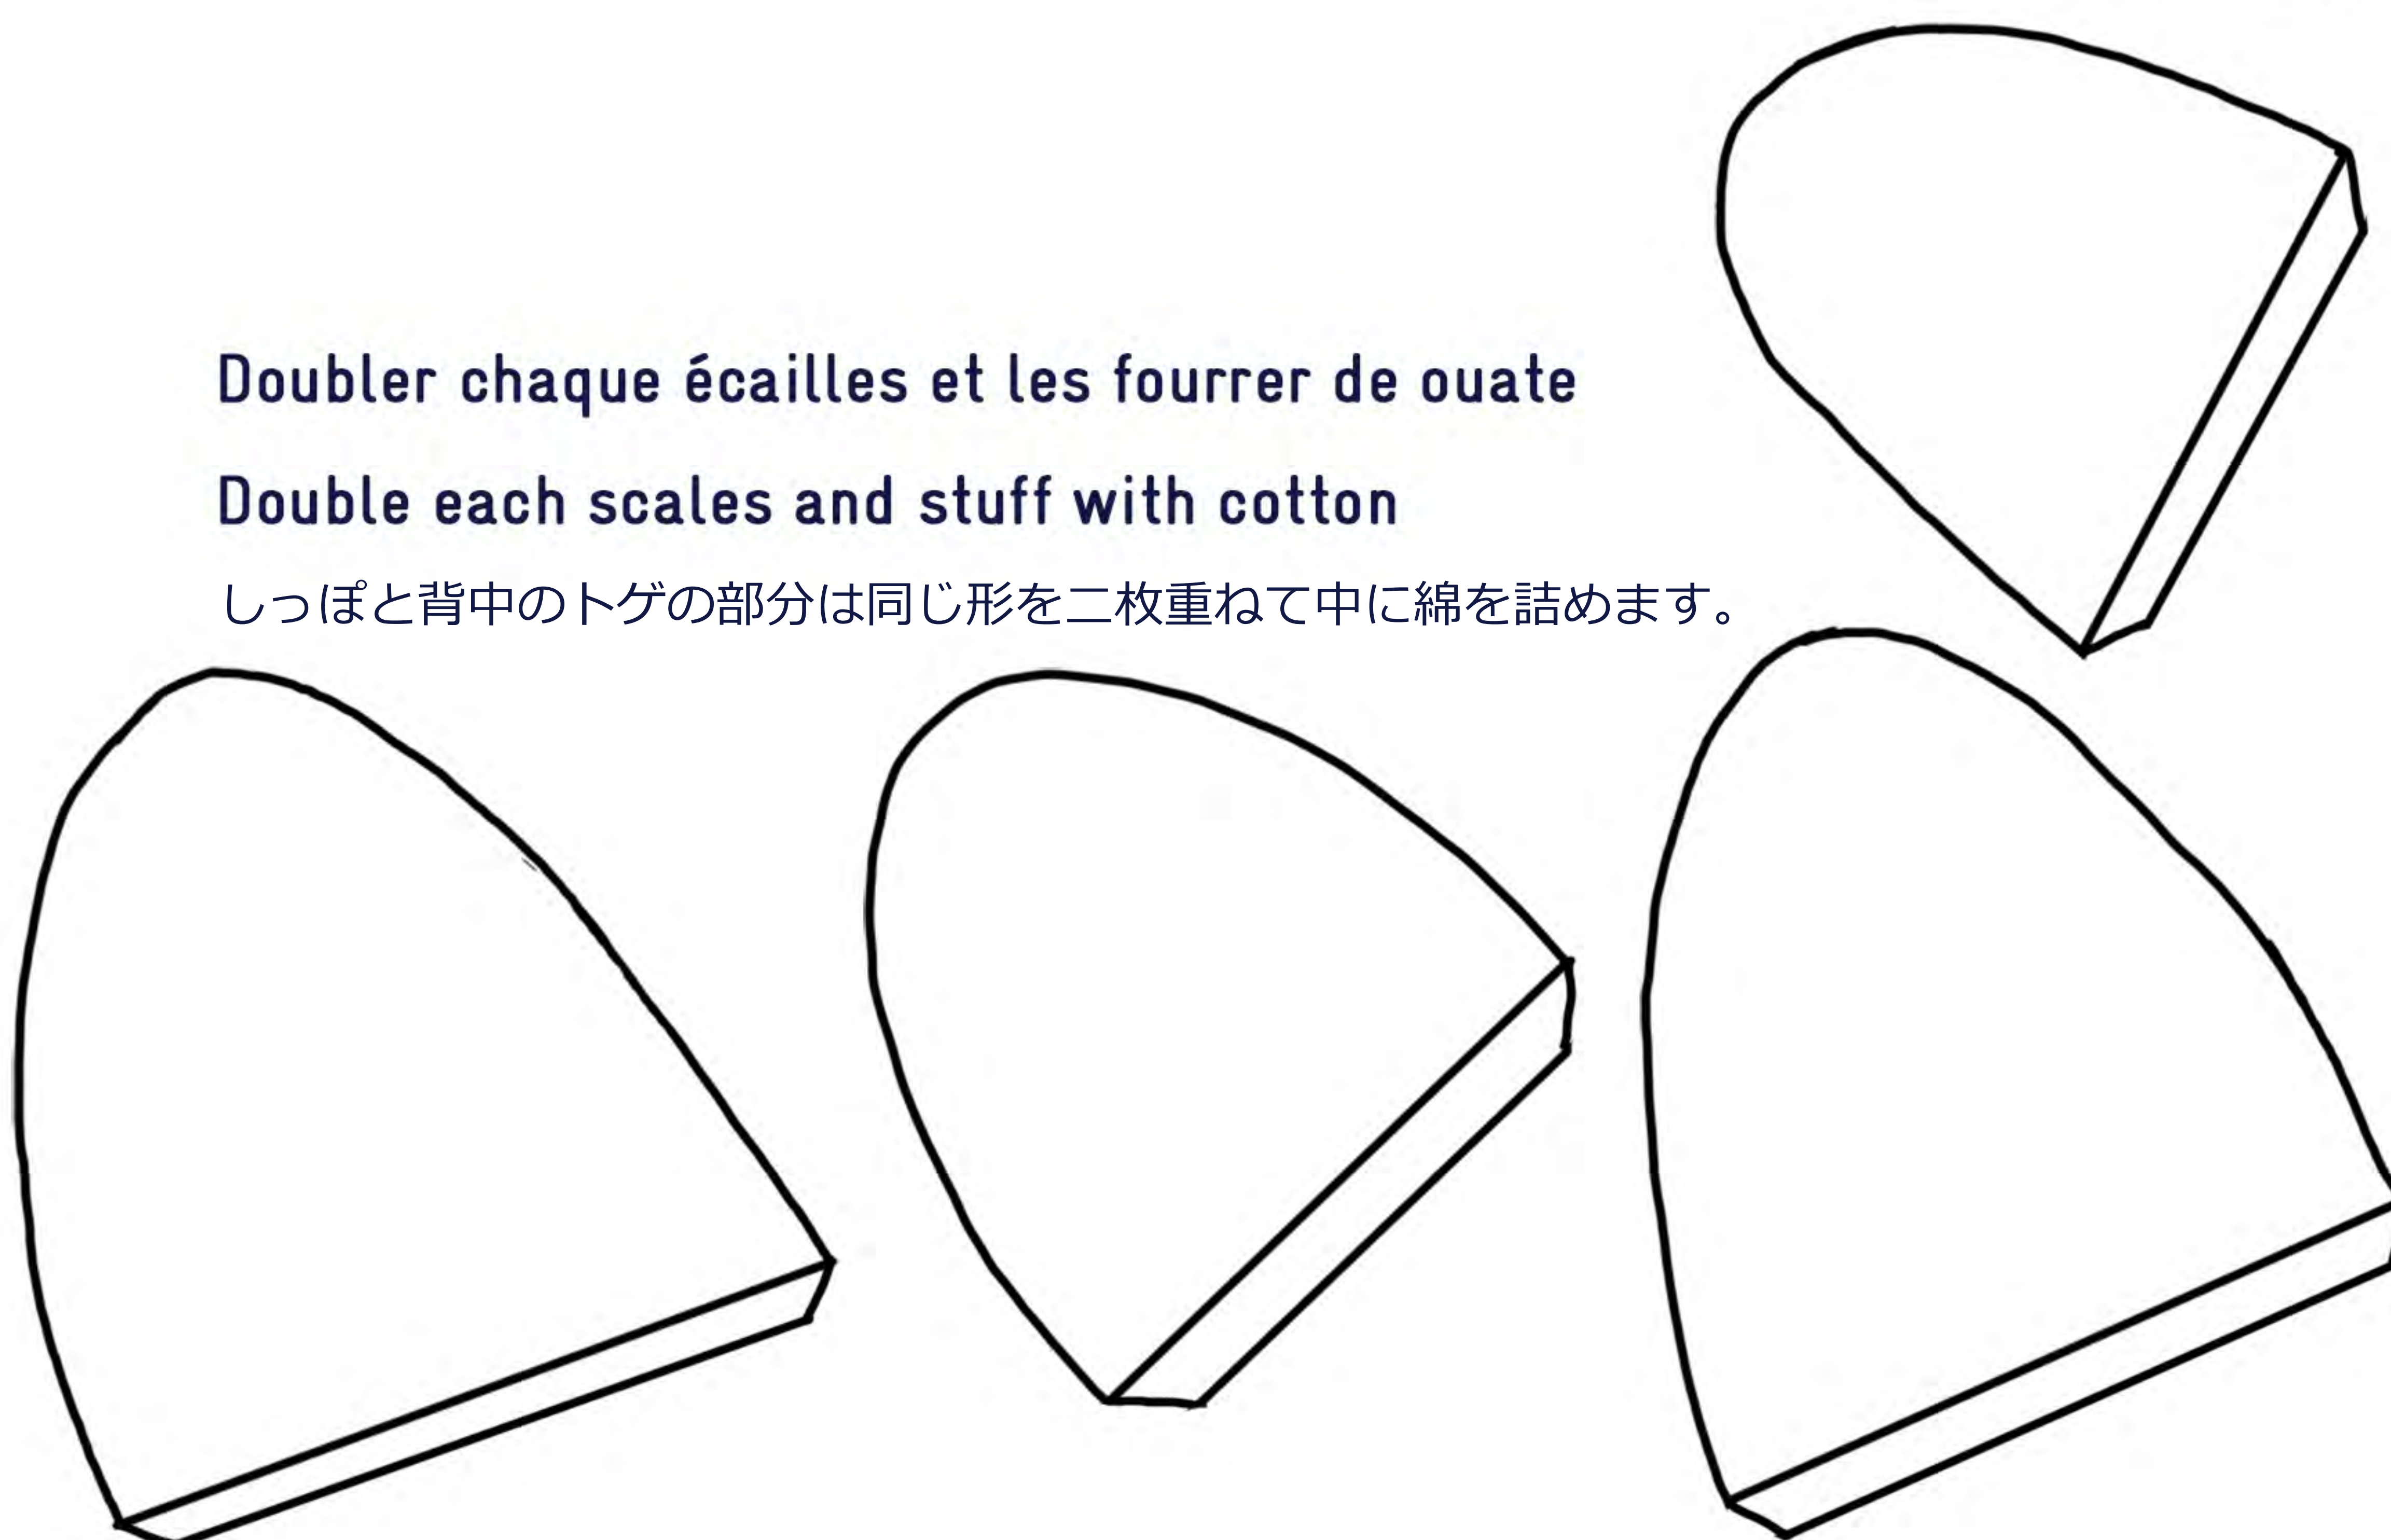 Doubler chaque écailles et les fourrer de ouate
Double each scales and stuff with cotton
しっぽと背中のトゲの部分は同じ形を二枚重ねて中に綿を詰めます。